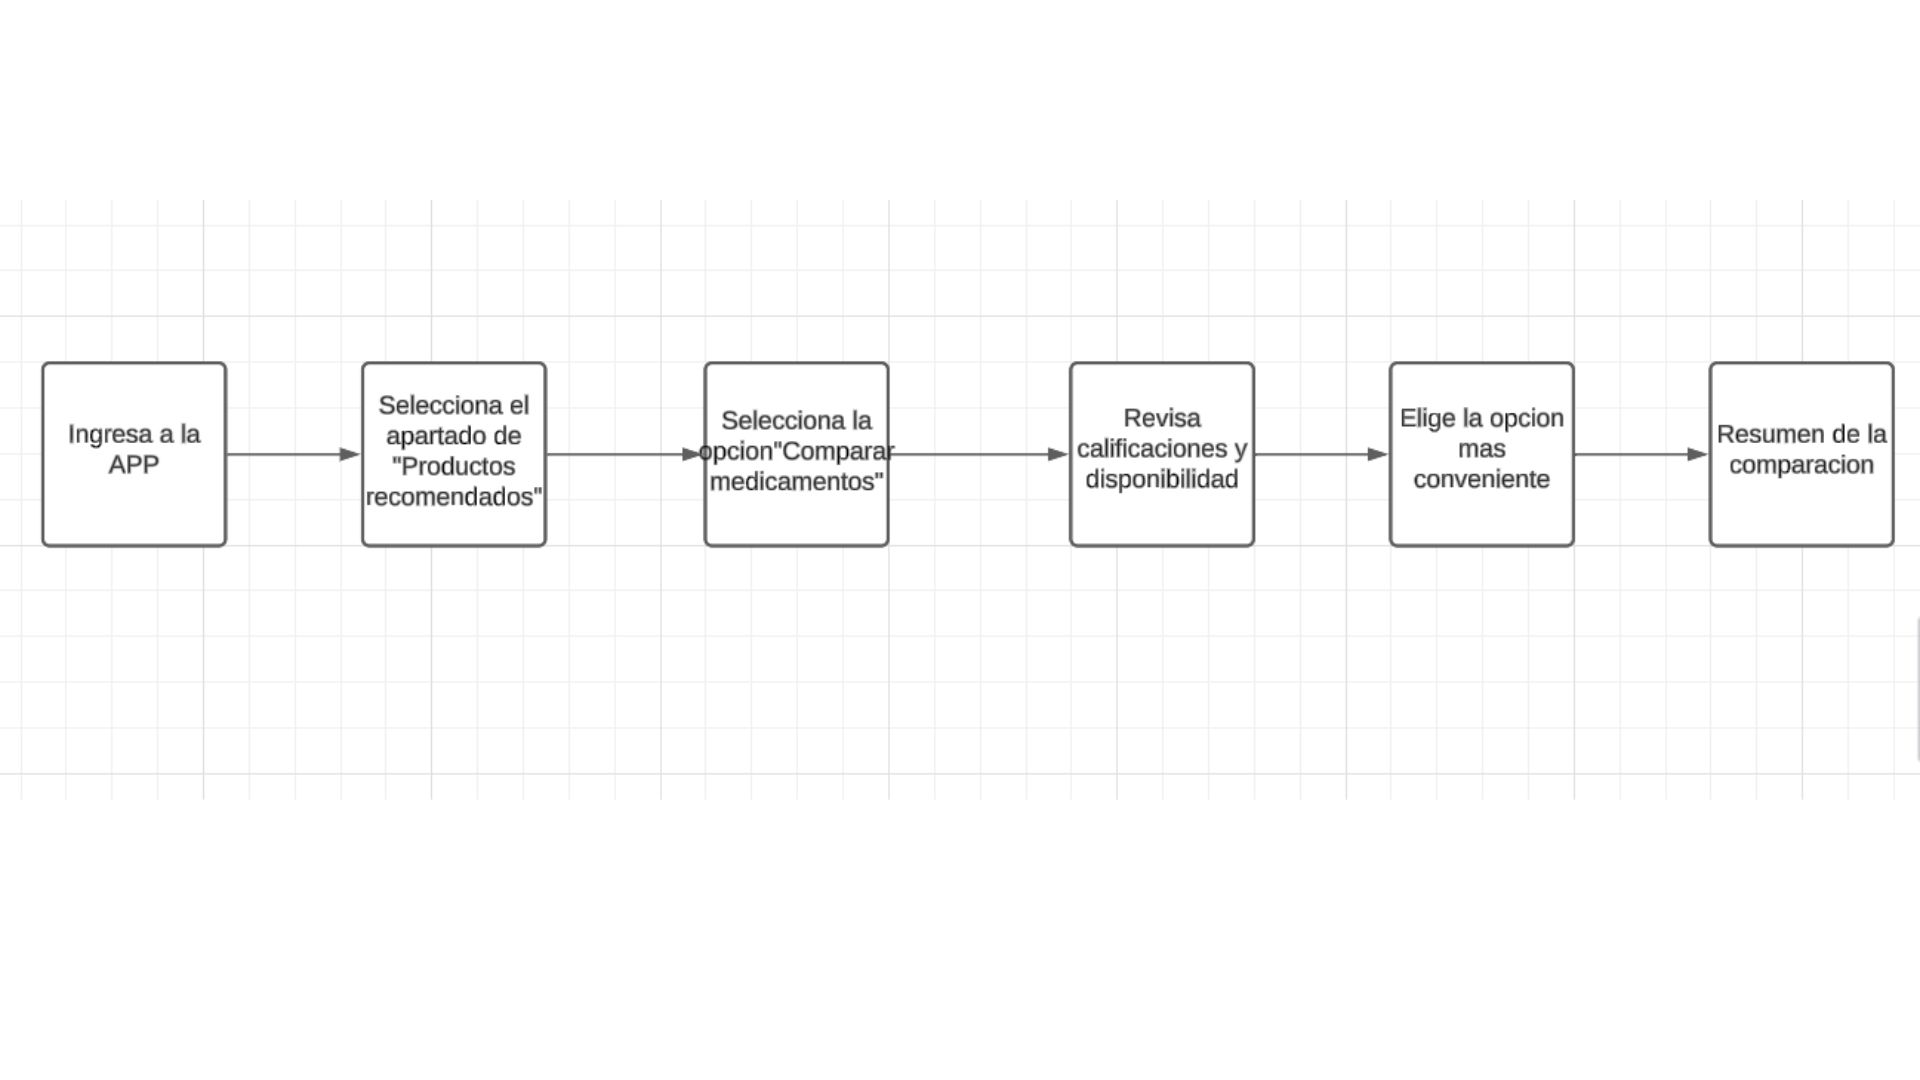 Ingresa a la
APP
Selecciona el
apartado de
"Productos
recomendados"
Selecciona la
opcion"Comparar
medicamentos"
Revisa
calificaciones y
disponibilidad
Elige la opcion
mas
conveniente
Resumen de la
comparacion